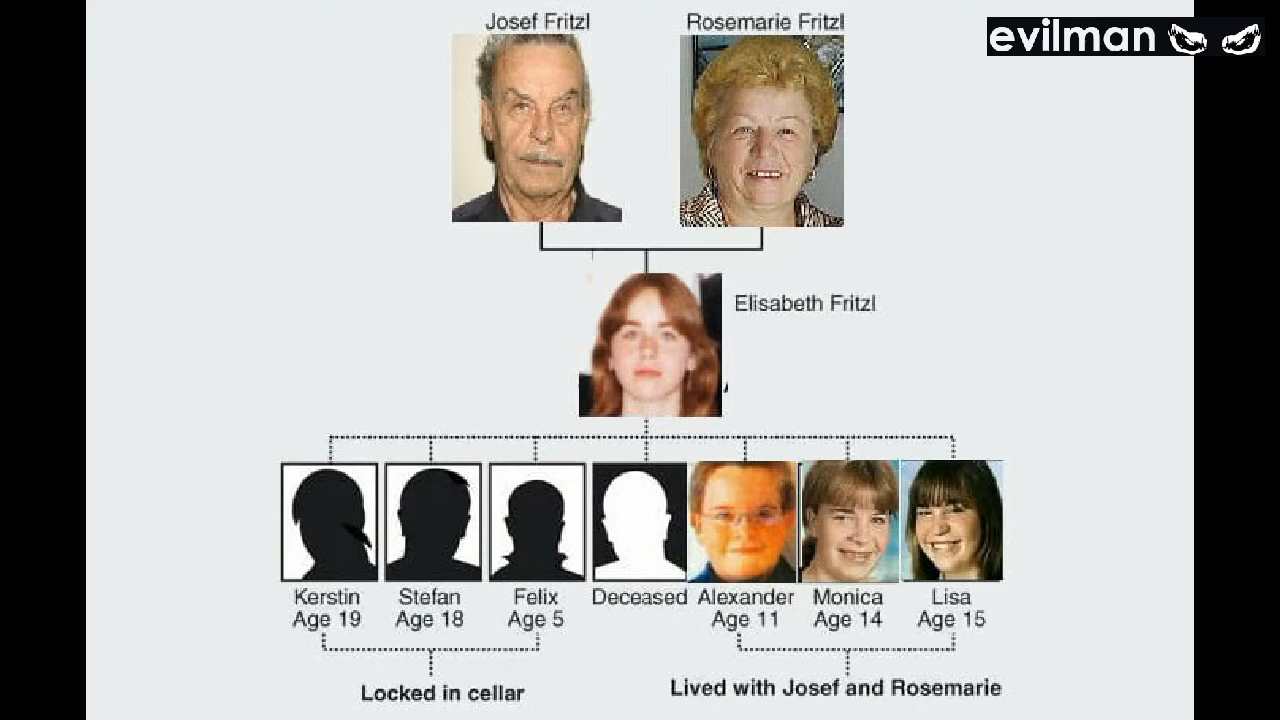 Josef Fritzl
Rosemarie Fritzl
evilman
Elisabeth Fritzl
Kerstin
Age 19
Stefan
Age 18
Felix
Age 5
Deceased
Alexander
Age 11
Monica
Age 14
Lisa
Age 15
Locked in cellar
Lived with Josef and Rosemarie